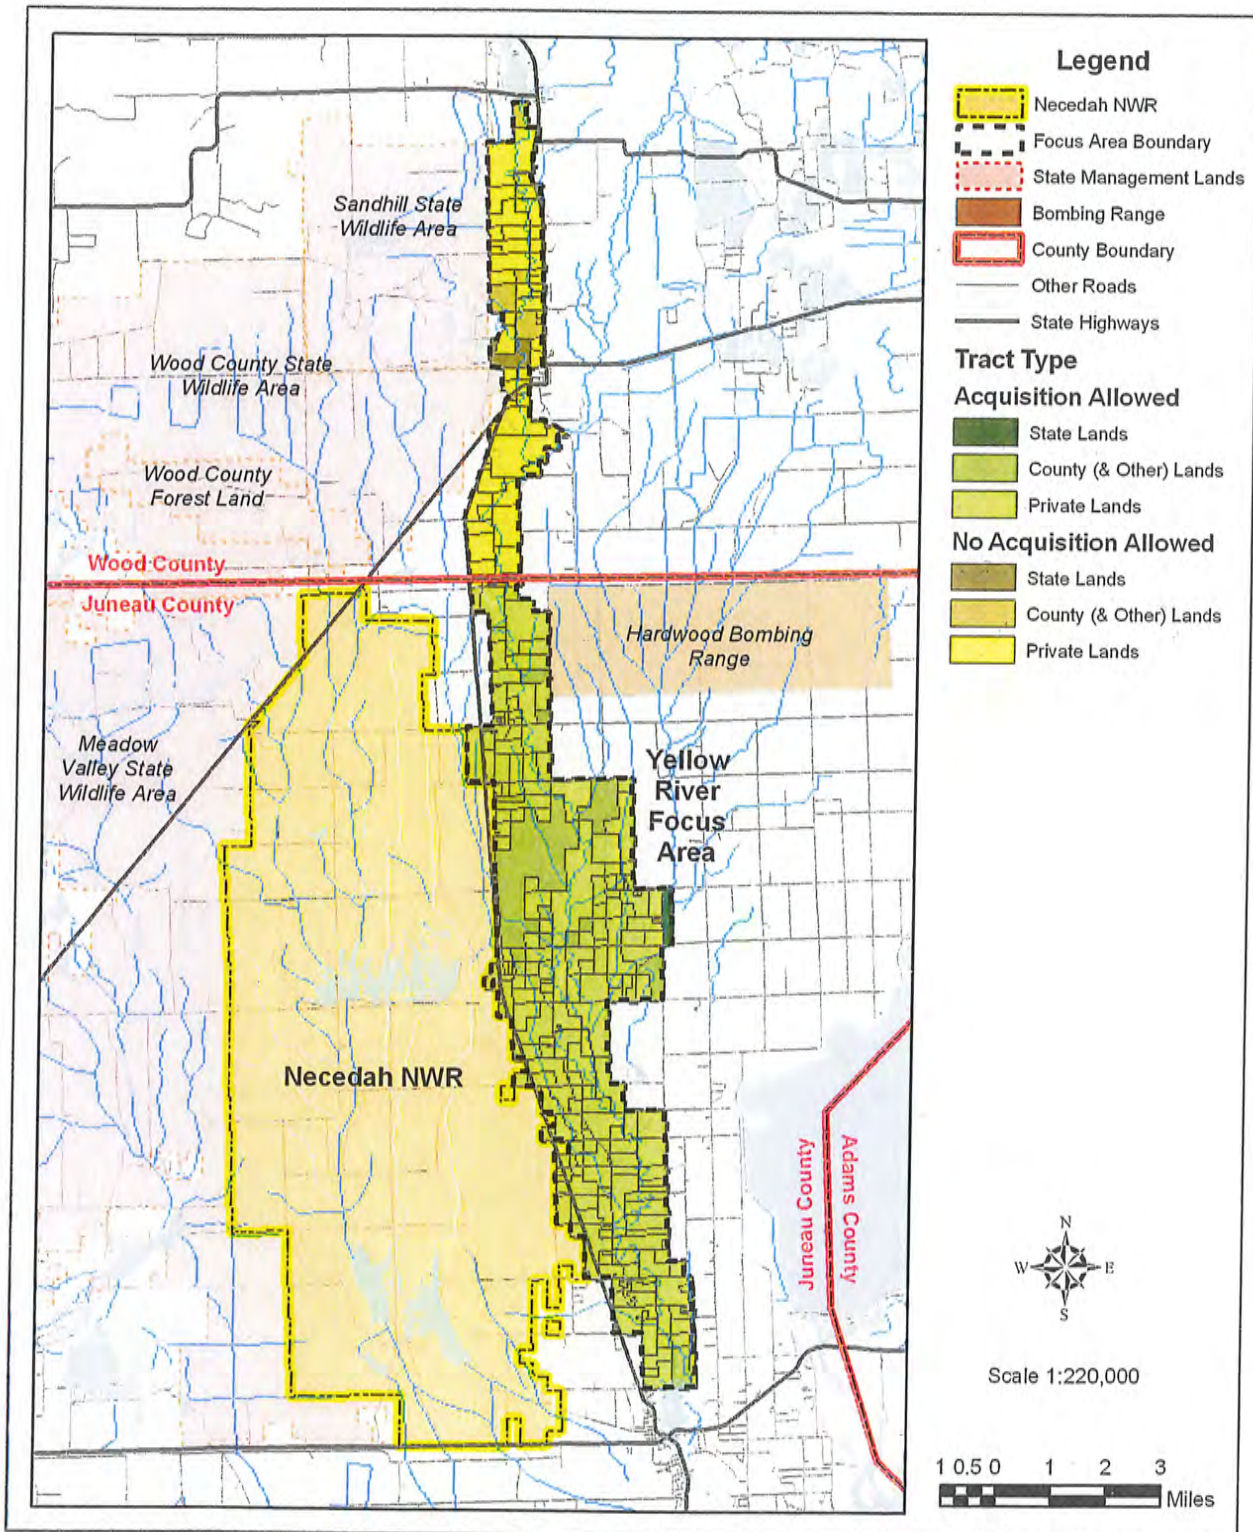 Legend
Necedah NWR
Focus Area Boundary
State Management Lands
Bombing Range
County Boundary
Other Roads
State Highways
Tract Type
Acquisition Allowed
State Lands
County (& Other) Lands
Private Lands
No Acquisition Allowed
State Lands
County (& Other) Lands
Private Lands
Sandhill State
Wildlife Area
Wood County State
Wildlife Area
Wood County
Forest Land
Wood County
Juneau County
Hardwood Bombing
Range
Meadow
Valley State
Wildlife Area
Yellow
River
Focus
Area
Necedah NWR
Juneau County
Adams County
N
W
E
S
Scale 1:220,000
1 0.5 0 1 2 3
Miles